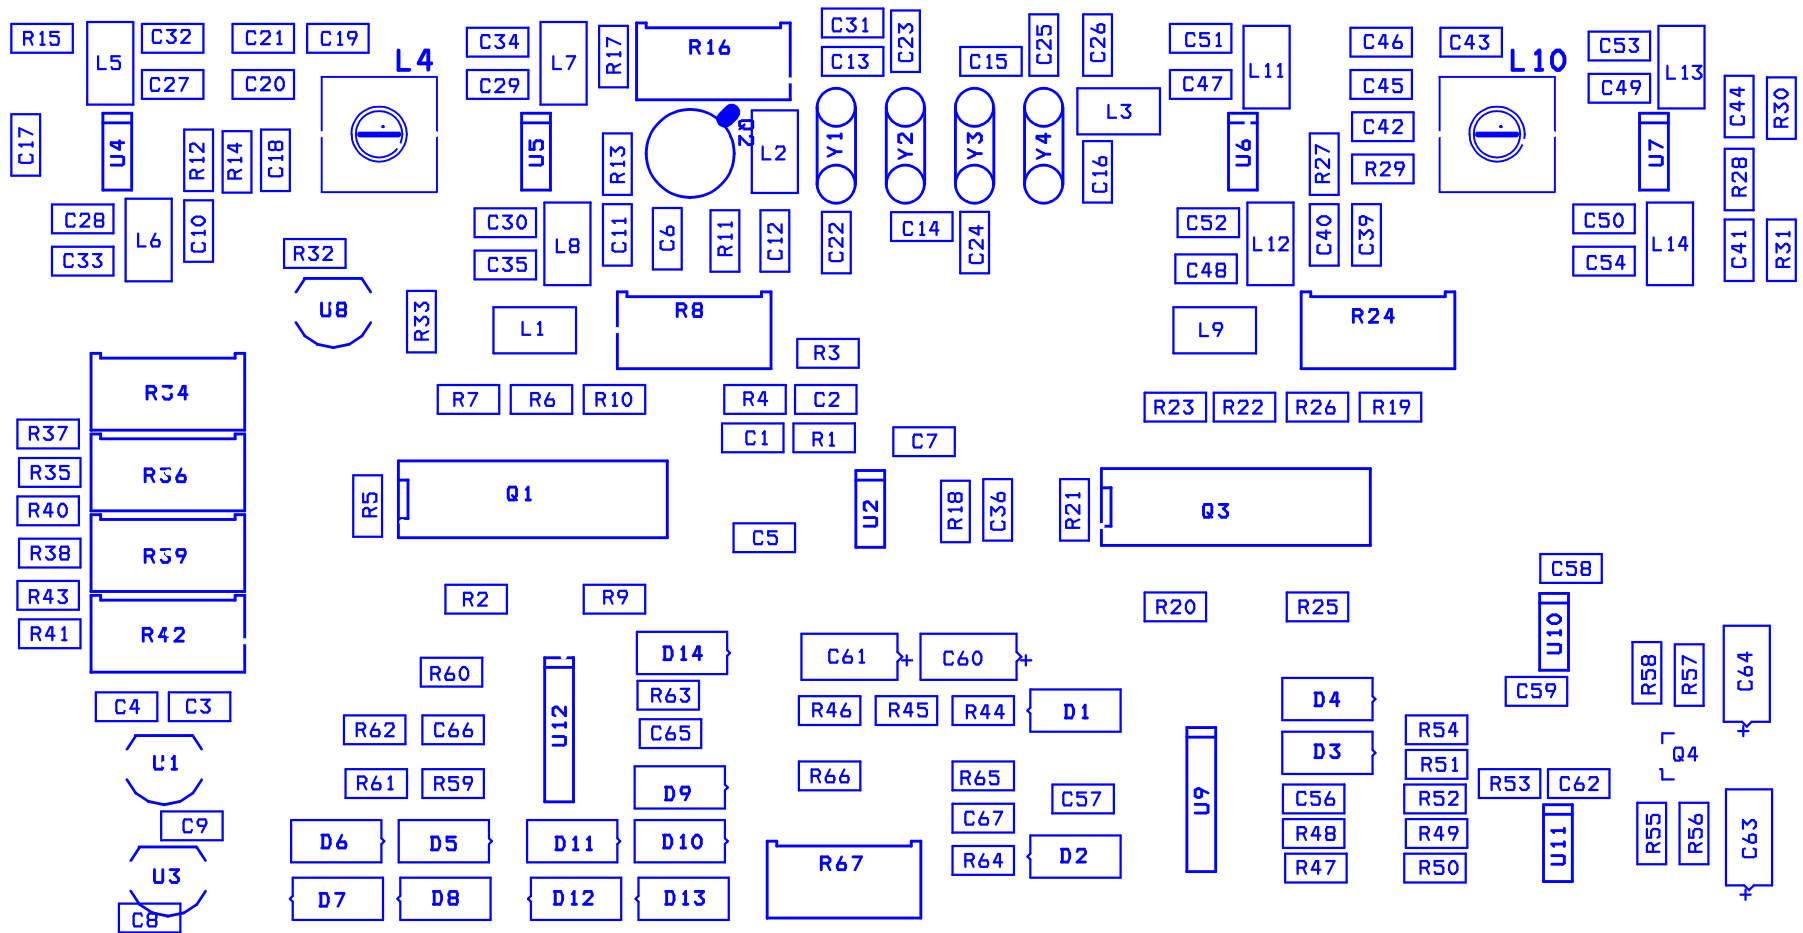 R15 L5 C32 C21 C19 L4 C34 L7 R17 R16 C31 C23 C25 C26 C51 L11 C46 C43 L10 C53 L13
C27 C20 C29 C13 C15 C47 C45 C49 C44 R30
C17 U4 R12 R14 C18 U5 R13 Q2 L2 Y1 Y2 Y3 Y4 L3 C16 U6 R27 C42 R29 U7 R28
C28 L6 C10 C30 L8 C11 C6 R11 C12 C22 C14 C24 C52 L12 C40 C39 C50 L14 C41 R31
C33 R32 C35 C48 C54
U8 R33 L1 R8 L9 R24
R3
R34 R7 R6 R10 R4 C2 R23 R22 R26 R19
R37 C1 R1 C7
R35 R36
R40 R5 Q1 U2 R18 C36 R21 Q3
R38 R39 C5
C58
R43 R2 R9 R20 R25
R41 R42 U10
D14 C61 + C60 +
R60 R58 R57 C64 +
C4 C3 R63 R46 R45 R44 D1 D4 C59
R62 C66 U12 C65 R54
U1 D3 R51 Q4
R61 R59 D9 R66 R65 R53 C62
C57 U9 C56 R52
C9 C67
D6 D5 D11 D10 R48 R49 R55 R56 C63 +
U3 R67 R64 D2 R47 R50 U11
D7 D8 D12 D13
C8